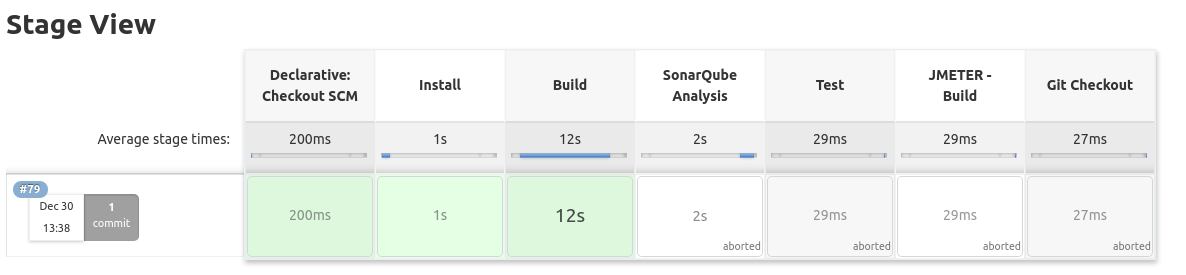 Stage View
Declarative:
Checkout SCM
Install
Build
SonarQube
Analysis
Test
JMETER -
Build
Git Checkout
Average stage times:
200ms
1s
12s
2s
29ms
29ms
27ms
#79
Dec 30
13:38
1
commit
200ms
1s
12s
2s
aborted
29ms
aborted
29ms
aborted
27ms
aborted